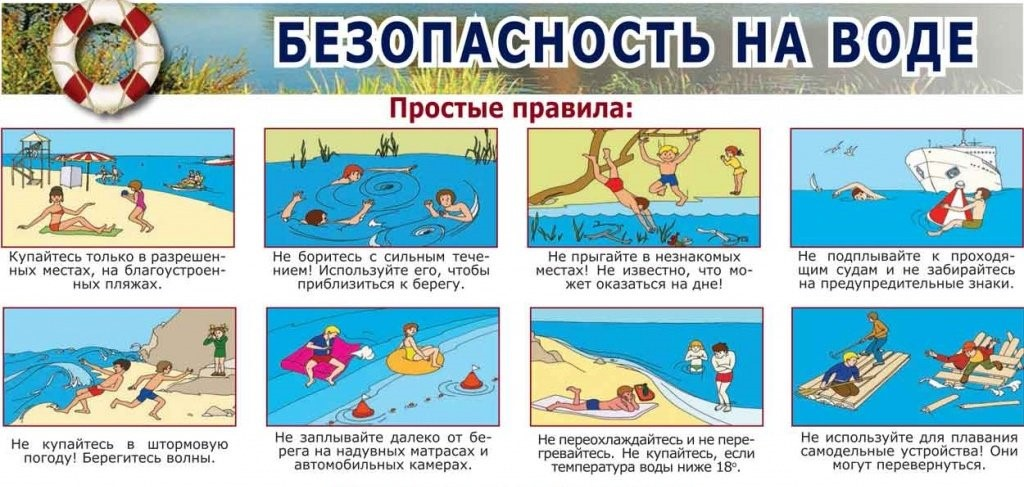 БЕЗОПАСНОСТЬ НА ВОДЕ
Простые правила:
Купайтесь только в разрешен-
ных местах, на благоустроен-
ных пляжах.
Не боритесь с сильным тече-
нием! Используйте его, чтобы
приблизиться к берегу.
Не прыгайте в незнакомых
местах! Не известно, что мо-
жет оказаться на дне!
Не подплывайте к проходя-
щим судам и не забирайтесь
на предупредительные знаки.
Не купайтесь в штормовую
погоду! Берегитесь волны.
Не заплывайте далеко от бе-
рега на надувных матрасах и
автомобильных камерах.
Не переохлаждайтесь и не пере-
гревайтесь. Не купайтесь, если
температура воды ниже 18°.
Не используйте для плавания
самодельные устройства! Они
могут перевернуться.